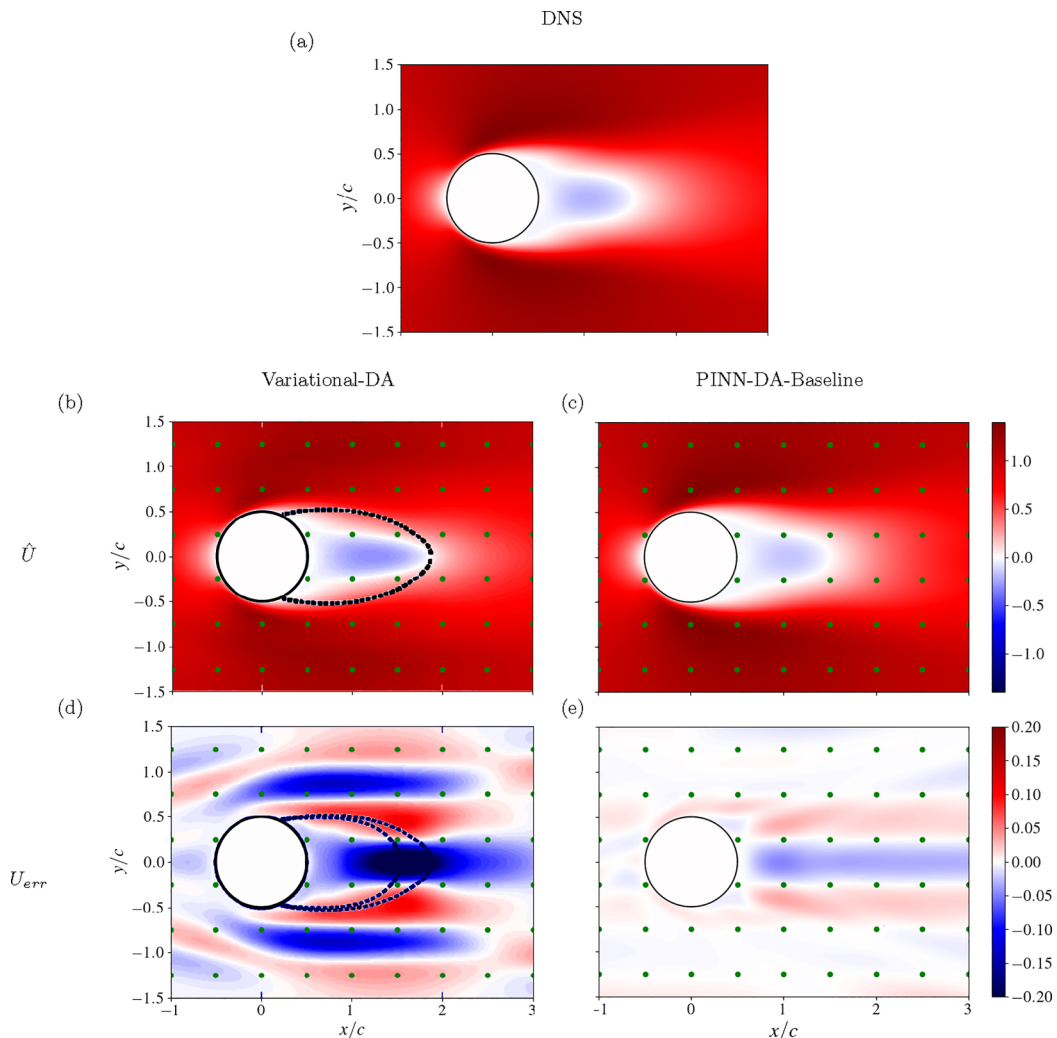 DNS
(a)
1.5
1.0
0.5
0.0
−0.5
−1.0
−1.5
y/c
Variational-DA
PINN-DA-Baseline
(b)
(c)
1.5
1.0
0.5
0.0
−0.5
−1.0
−1.5
y/c
Û
1.0
0.5
0.0
−0.5
−1.0
(d)
(e)
1.5
1.0
0.5
0.0
−0.5
−1.0
−1.5
y/c
U_err
−1 0 1 2 3
x/c
−1 0 1 2 3
x/c
0.20
0.15
0.10
0.05
0.00
−0.05
−0.10
−0.15
−0.20